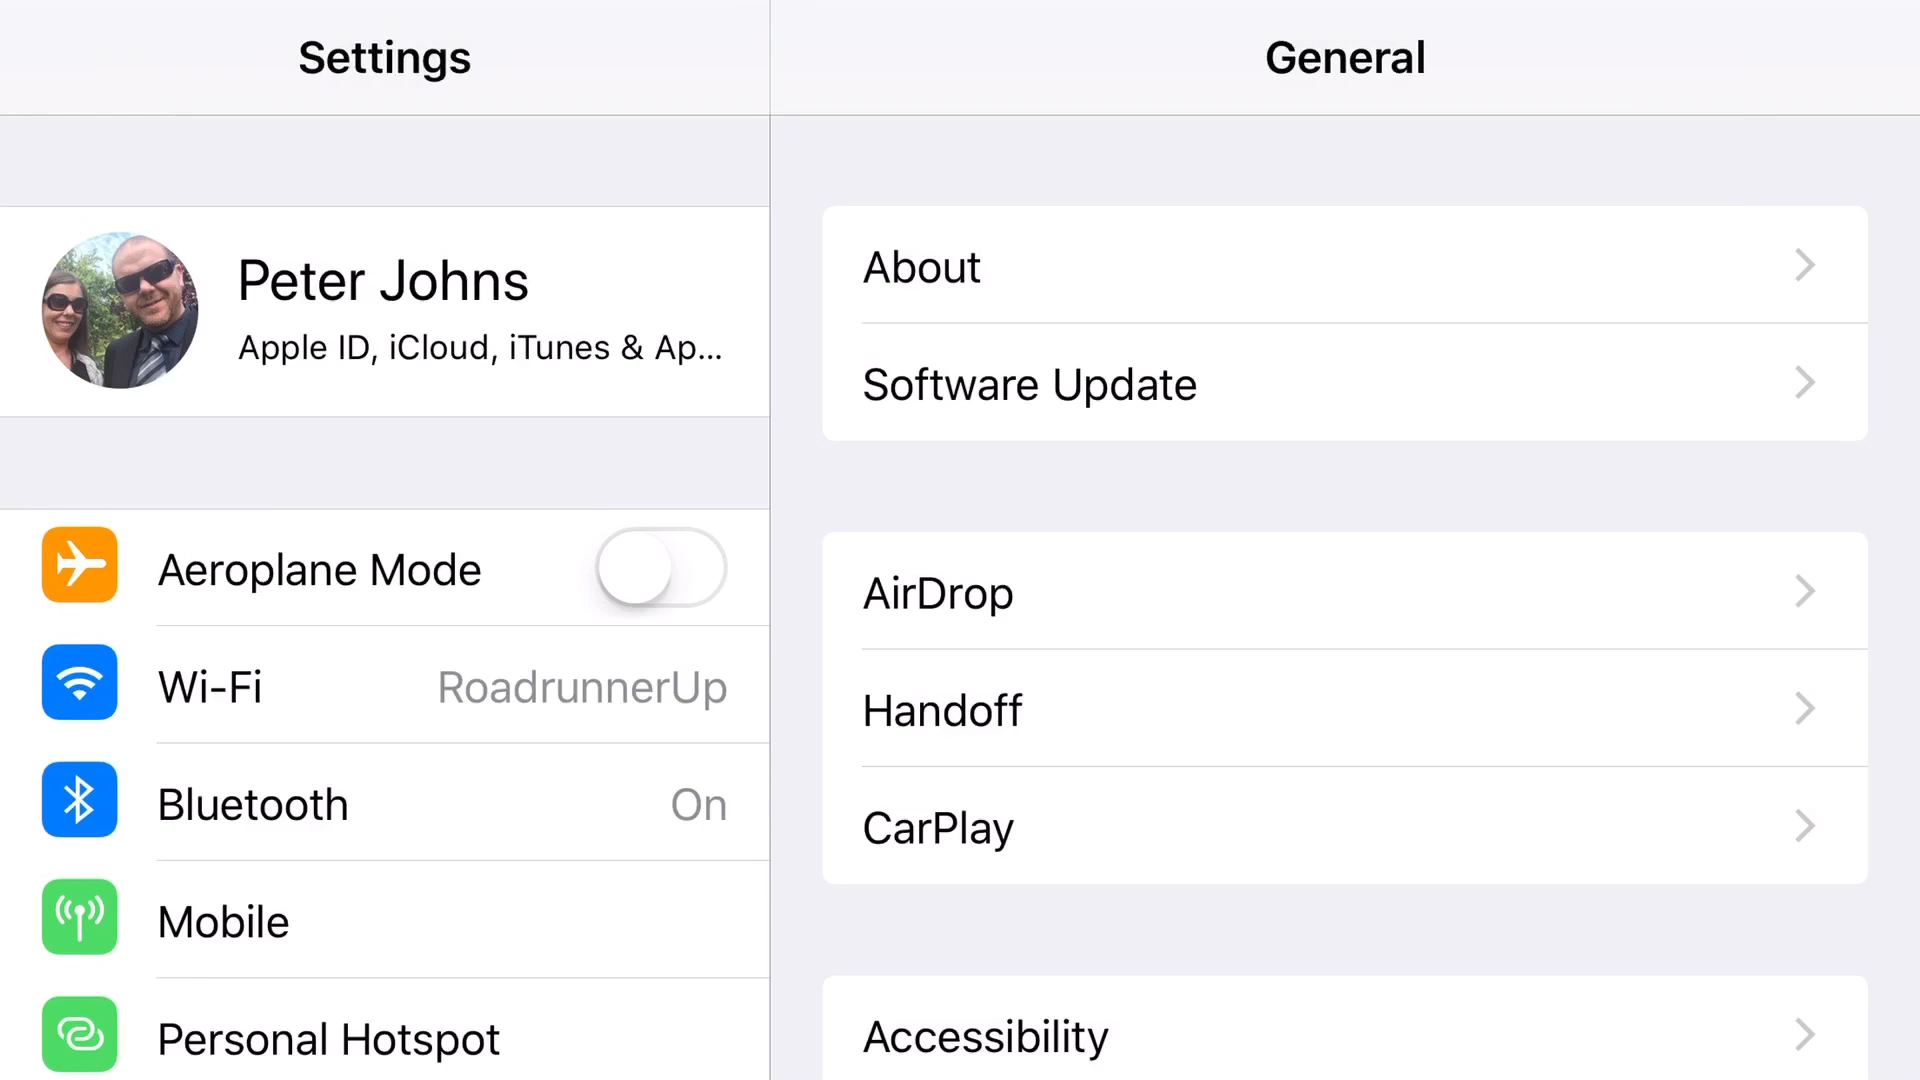 Settings
Peter Johns
Apple ID, iCloud, iTunes & Ap...
Aeroplane Mode
Wi-Fi RoadrunnerUp
Bluetooth On
Mobile
Personal Hotspot
General
About
Software Update
AirDrop
Handoff
CarPlay
Accessibility